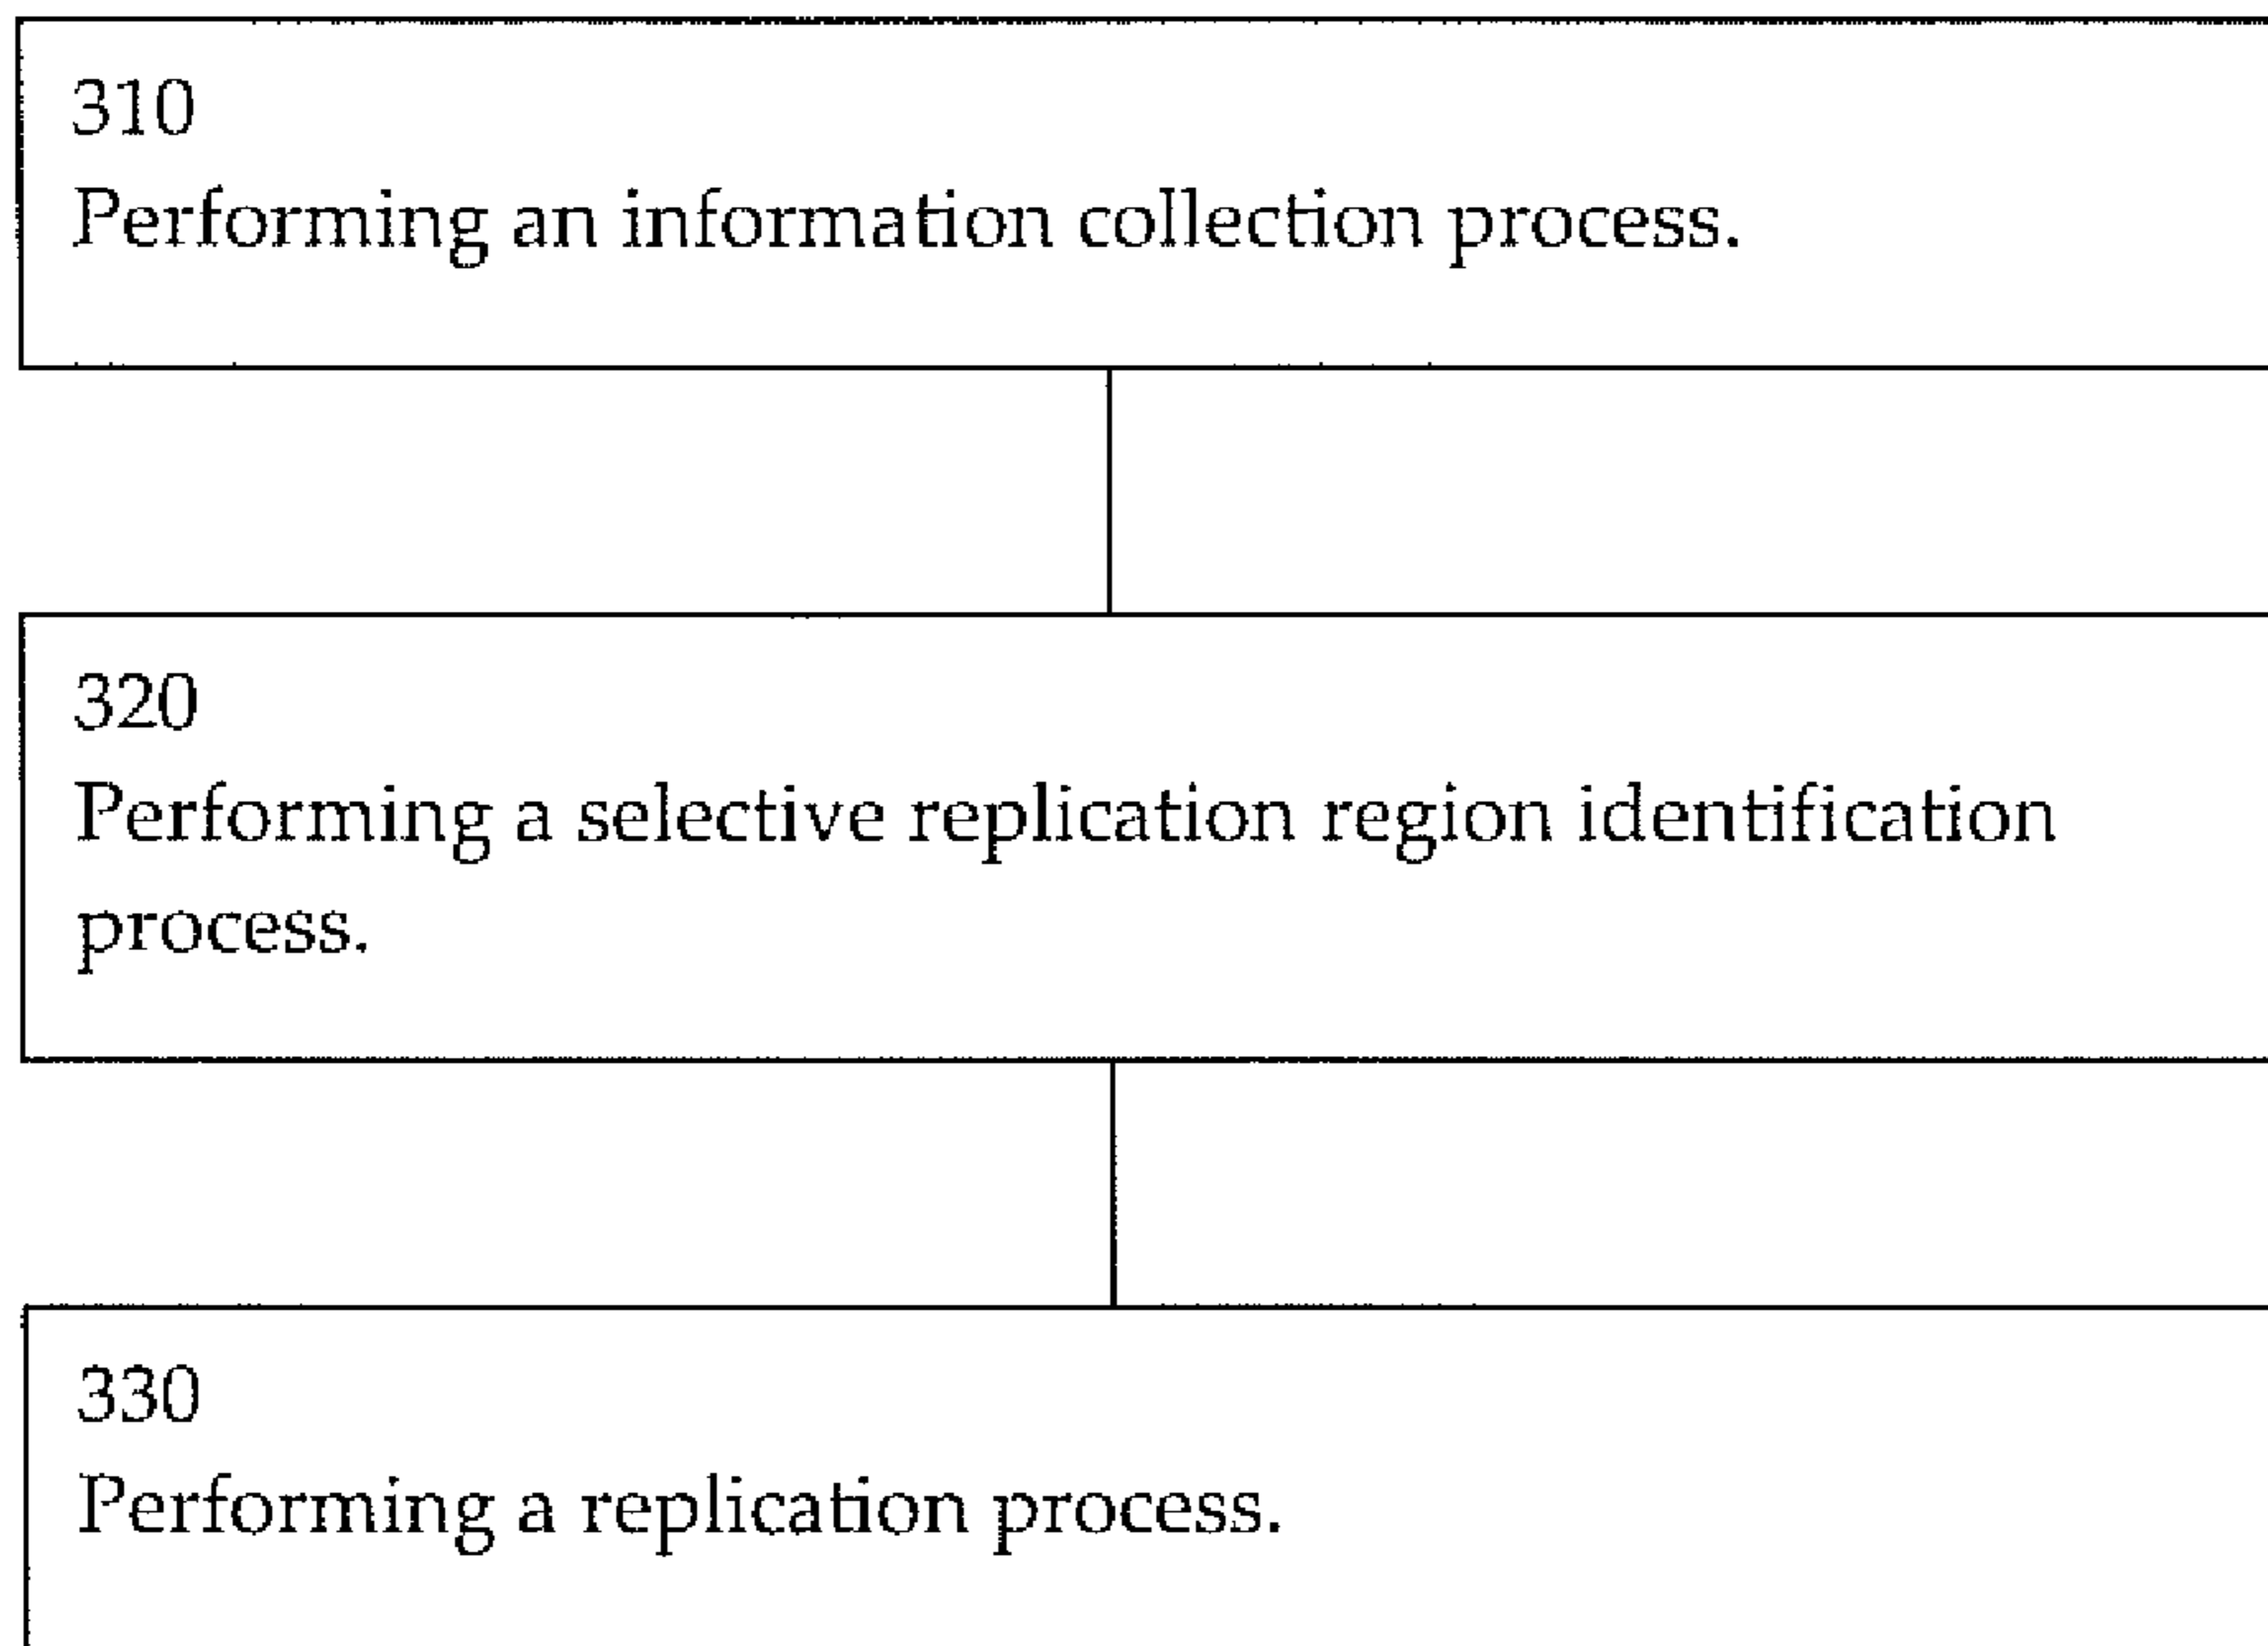 310
Performing an information collection process.
320
Performing a selective replication region identification
process.
330
Performing a replication process.